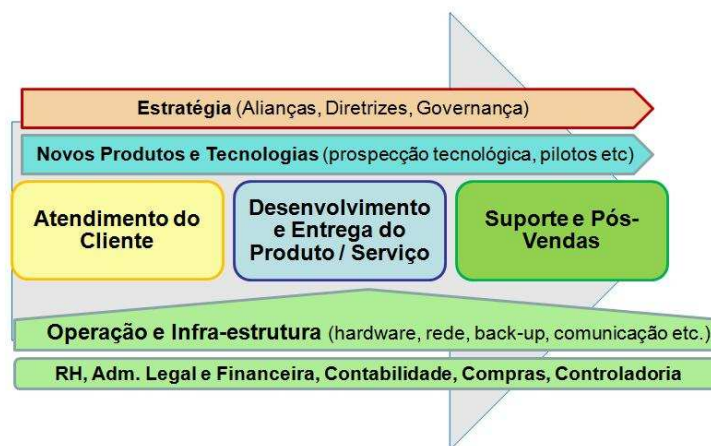 Estratégia (Alianças, Diretrizes, Governança)
Novos Produtos e Tecnologias (prospecção tecnológica, pilotos etc)
Atendimento do
Cliente
Desenvolvimento
e Entrega do
Produto / Serviço
Suporte e Pós-
Vendas
Operação e Infra-estrutura (hardware, rede, back-up, comunicação etc.)
RH, Adm. Legal e Financeira, Contabilidade, Compras, Controladoria